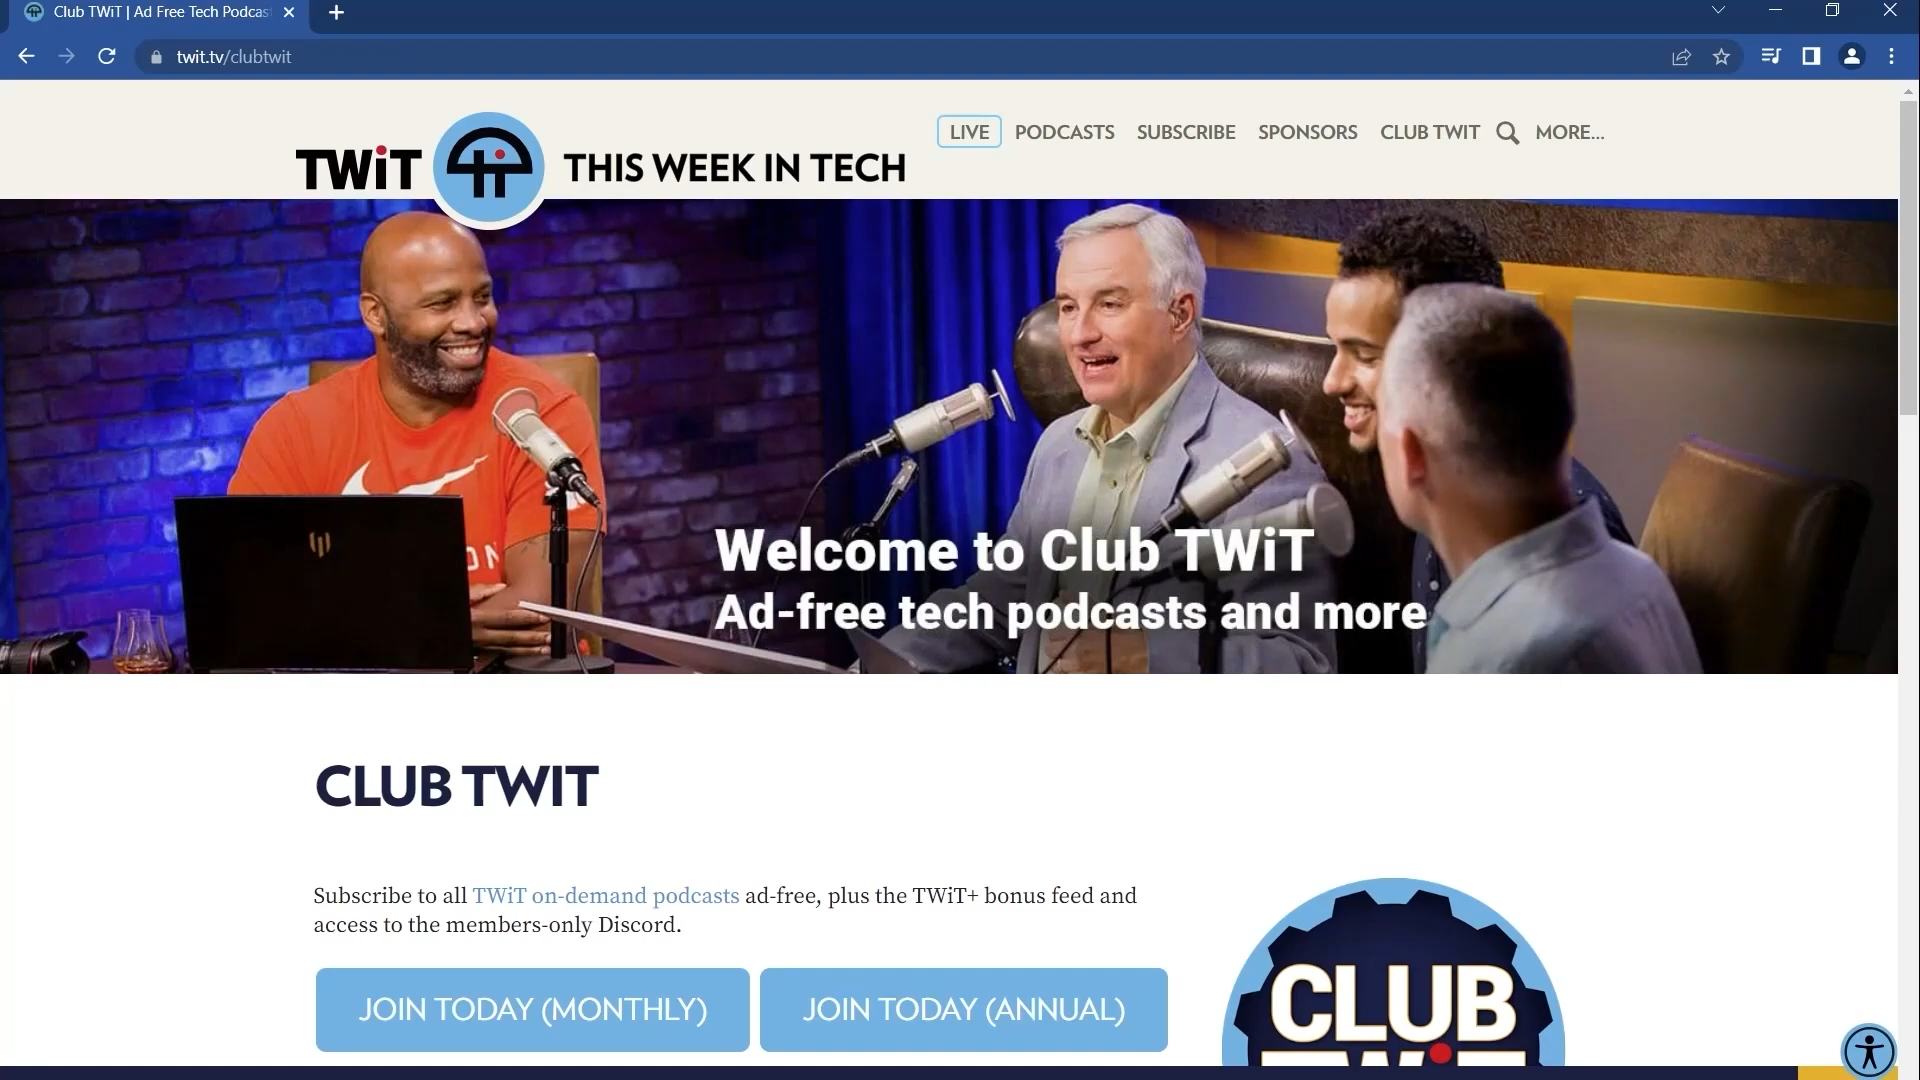 Club TWiT | Ad Free Tech Podcas
twit.tv/clubtwit
TWiT
THIS WEEK IN TECH
LIVE PODCASTS SUBSCRIBE SPONSORS CLUB TWIT MORE...
Welcome to Club TWiT
Ad-free tech podcasts and more
CLUB TWIT
Subscribe to all TWiT on-demand podcasts ad-free, plus the TWiT+ bonus feed and
access to the members-only Discord.
JOIN TODAY (MONTHLY) JOIN TODAY (ANNUAL)
CLUB
TWiT